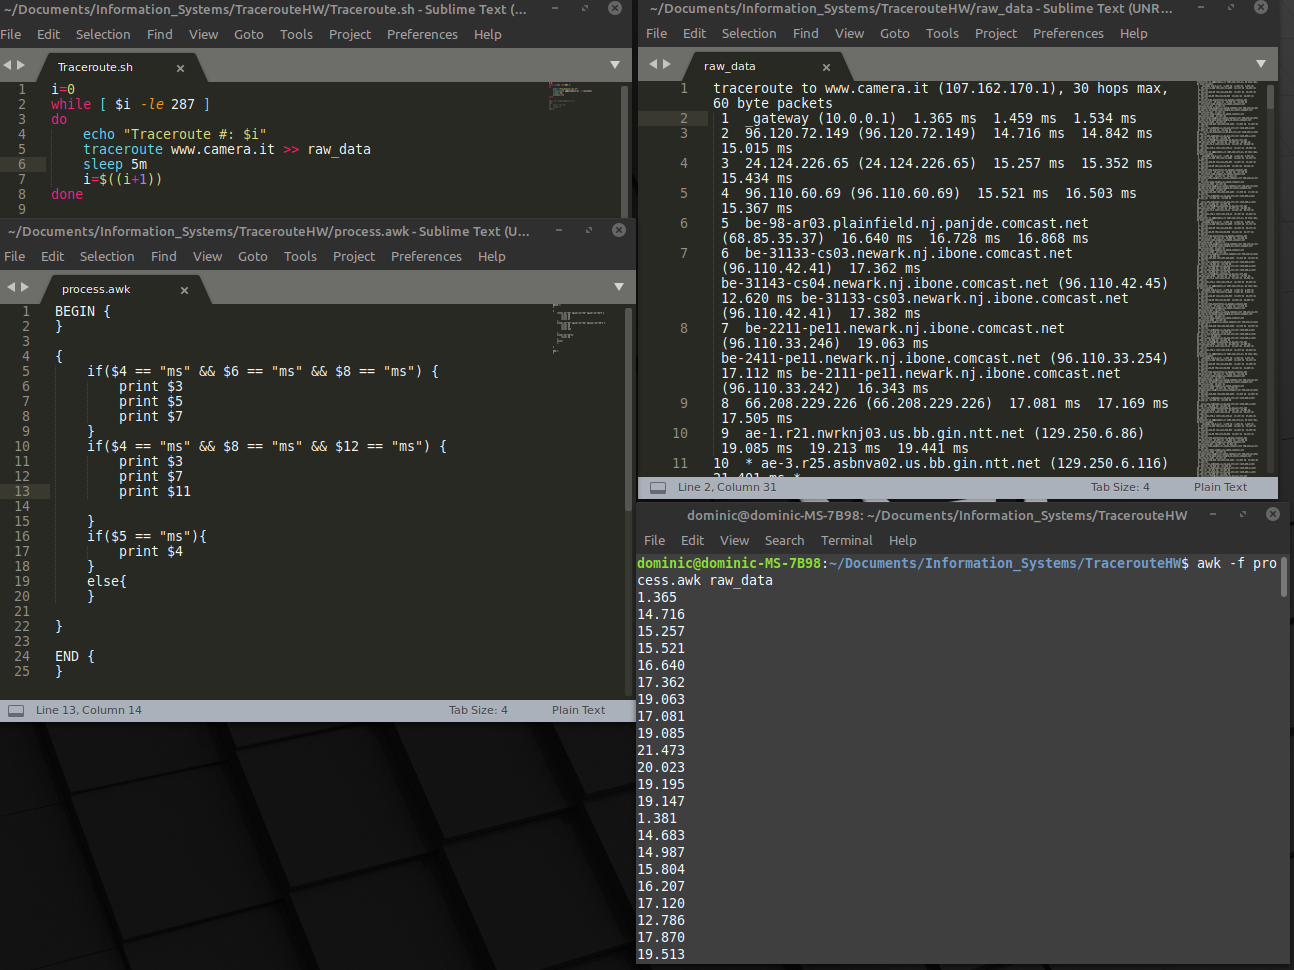 ~/Documents/Information_Systems/TracerouteHW/Traceroute.sh - Sublime Text (...
File Edit Selection Find View Goto Tools Project Preferences Help
Traceroute.sh ×
1 i=0
2 while [ $i -le 287 ]
3 do
4 echo "Traceroute #: $i"
5 traceroute www.camera.it >> raw_data
6 sleep 5m
7 i=$((i+1))
8 done
9
~/Documents/Information_Systems/TracerouteHW/process.awk - Sublime Text (U...
File Edit Selection Find View Goto Tools Project Preferences Help
process.awk ×
1 BEGIN {
2 }
3
4 {
5 if($4 == "ms" && $6 == "ms" && $8 == "ms") {
6 print $3
7 print $5
8 print $7
9 }
10 if($4 == "ms" && $8 == "ms" && $12 == "ms") {
11 print $3
12 print $7
13 print $11
14
15 }
16 if($5 == "ms"){
17 print $4
18 }
19 else{
20 }
21
22 }
23
24 END {
25 }
Line 13, Column 14 Tab Size: 4 Plain Text
~/Documents/Information_Systems/TracerouteHW/raw_data - Sublime Text (UNR...
File Edit Selection Find View Goto Tools Project Preferences Help
raw_data ×
1 traceroute to www.camera.it (107.162.170.1), 30 hops max,
60 byte packets
2 1 _gateway (10.0.0.1) 1.365 ms 1.459 ms 1.534 ms
3 2 96.120.72.149 (96.120.72.149) 14.716 ms 14.842 ms
15.015 ms
4 3 24.124.226.65 (24.124.226.65) 15.257 ms 15.352 ms
15.434 ms
5 4 96.110.60.69 (96.110.60.69) 15.521 ms 16.503 ms
15.367 ms
6 5 be-98-ar03.plainfield.nj.panjde.comcast.net
(68.85.35.37) 16.640 ms 16.728 ms 16.868 ms
7 6 be-31133-cs03.newark.nj.ibone.comcast.net
(96.110.42.41) 17.362 ms
be-31143-cs04.newark.nj.ibone.comcast.net (96.110.42.45)
12.620 ms be-31133-cs03.newark.nj.ibone.comcast.net
(96.110.42.41) 17.382 ms
8 7 be-2211-pe11.newark.nj.ibone.comcast.net
(96.110.33.246) 19.063 ms
be-2411-pe11.newark.nj.ibone.comcast.net (96.110.33.254)
17.112 ms be-2111-pe11.newark.nj.ibone.comcast.net
(96.110.33.242) 16.343 ms
9 8 66.208.229.226 (66.208.229.226) 17.081 ms 17.169 ms
17.505 ms
10 9 ae-1.r21.nwrknj03.us.bb.gin.ntt.net (129.250.6.86)
19.085 ms 19.213 ms 19.441 ms
11 10 * ae-3.r25.asbnva02.us.bb.gin.ntt.net (129.250.6.116)
Line 2, Column 31 Tab Size: 4 Plain Text
dominic@dominic-MS-7B98: ~/Documents/Information_Systems/TracerouteHW
File Edit View Search Terminal Help
dominic@dominic-MS-7B98:~/Documents/Information_Systems/TracerouteHW$ awk -f pro
cess.awk raw_data
1.365
14.716
15.257
15.521
16.640
17.362
19.063
17.081
19.085
21.473
20.023
19.195
19.147
1.381
14.683
14.987
15.804
16.207
17.120
12.786
17.870
19.513